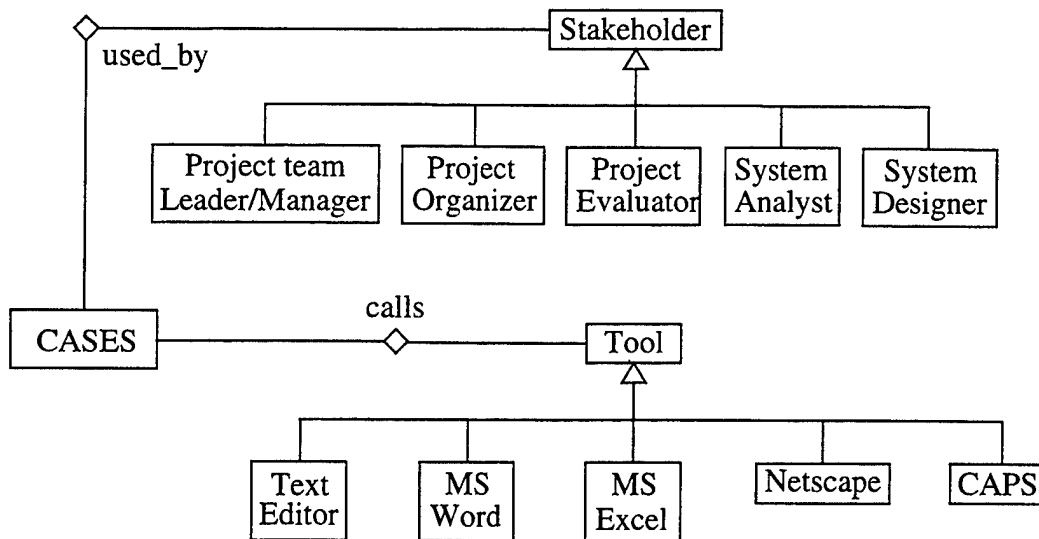 Stakeholder
used_by
Project team
Leader/Manager
Project
Organizer
Project
Evaluator
System
Analyst
System
Designer
calls
CASES
Tool
Text
Editor
MS
Word
MS
Excel
Netscape
CAPS